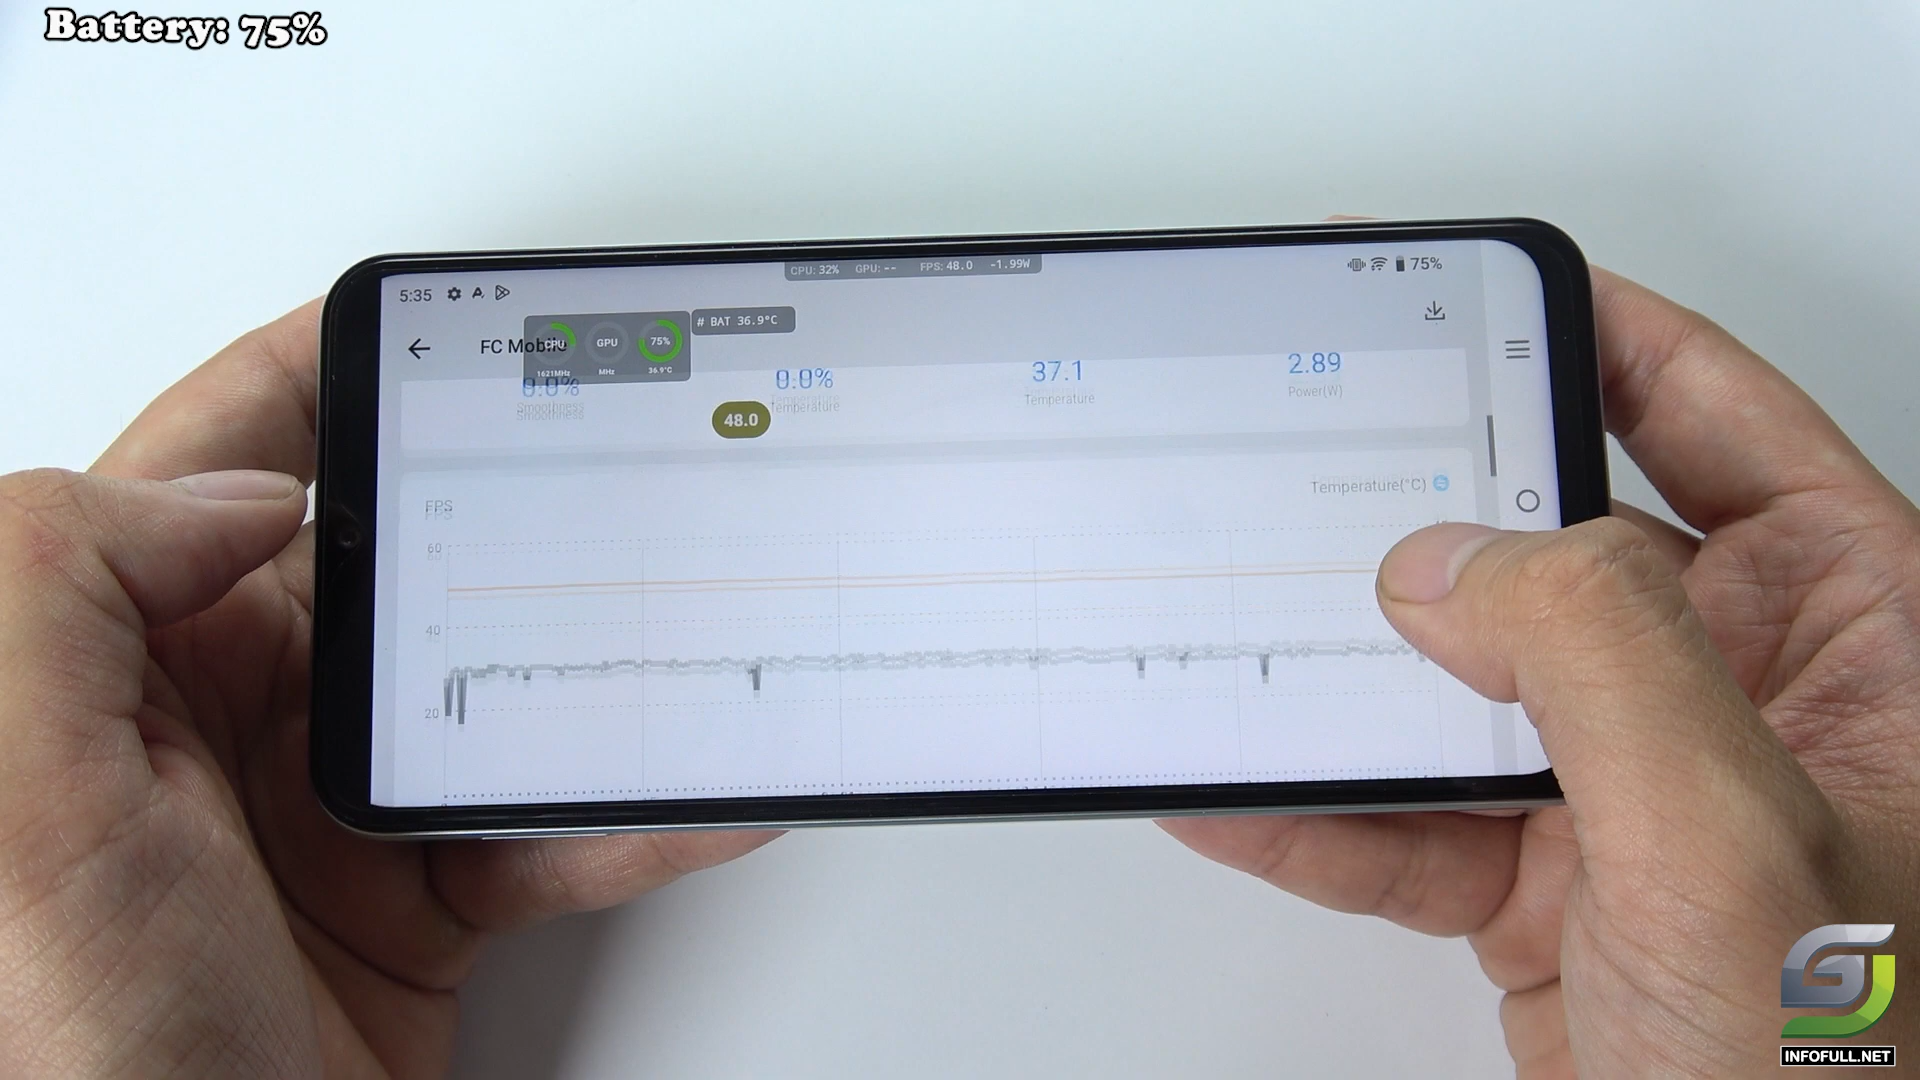 Battery: 75%
CPU: 32% GPU: -- FPS: 48.0 -1.99W
5:35
75%
# BAT 36.9°C
FC Mobile
CPU GPU 75%
1621MHz MHz 36.9°C
0.0% 0.0% 37.1 2.89
Smoothness Temperature Temperature Power(W)
48.0
FPS Temperature(°C)
60
40
20
INFOFULL.NET